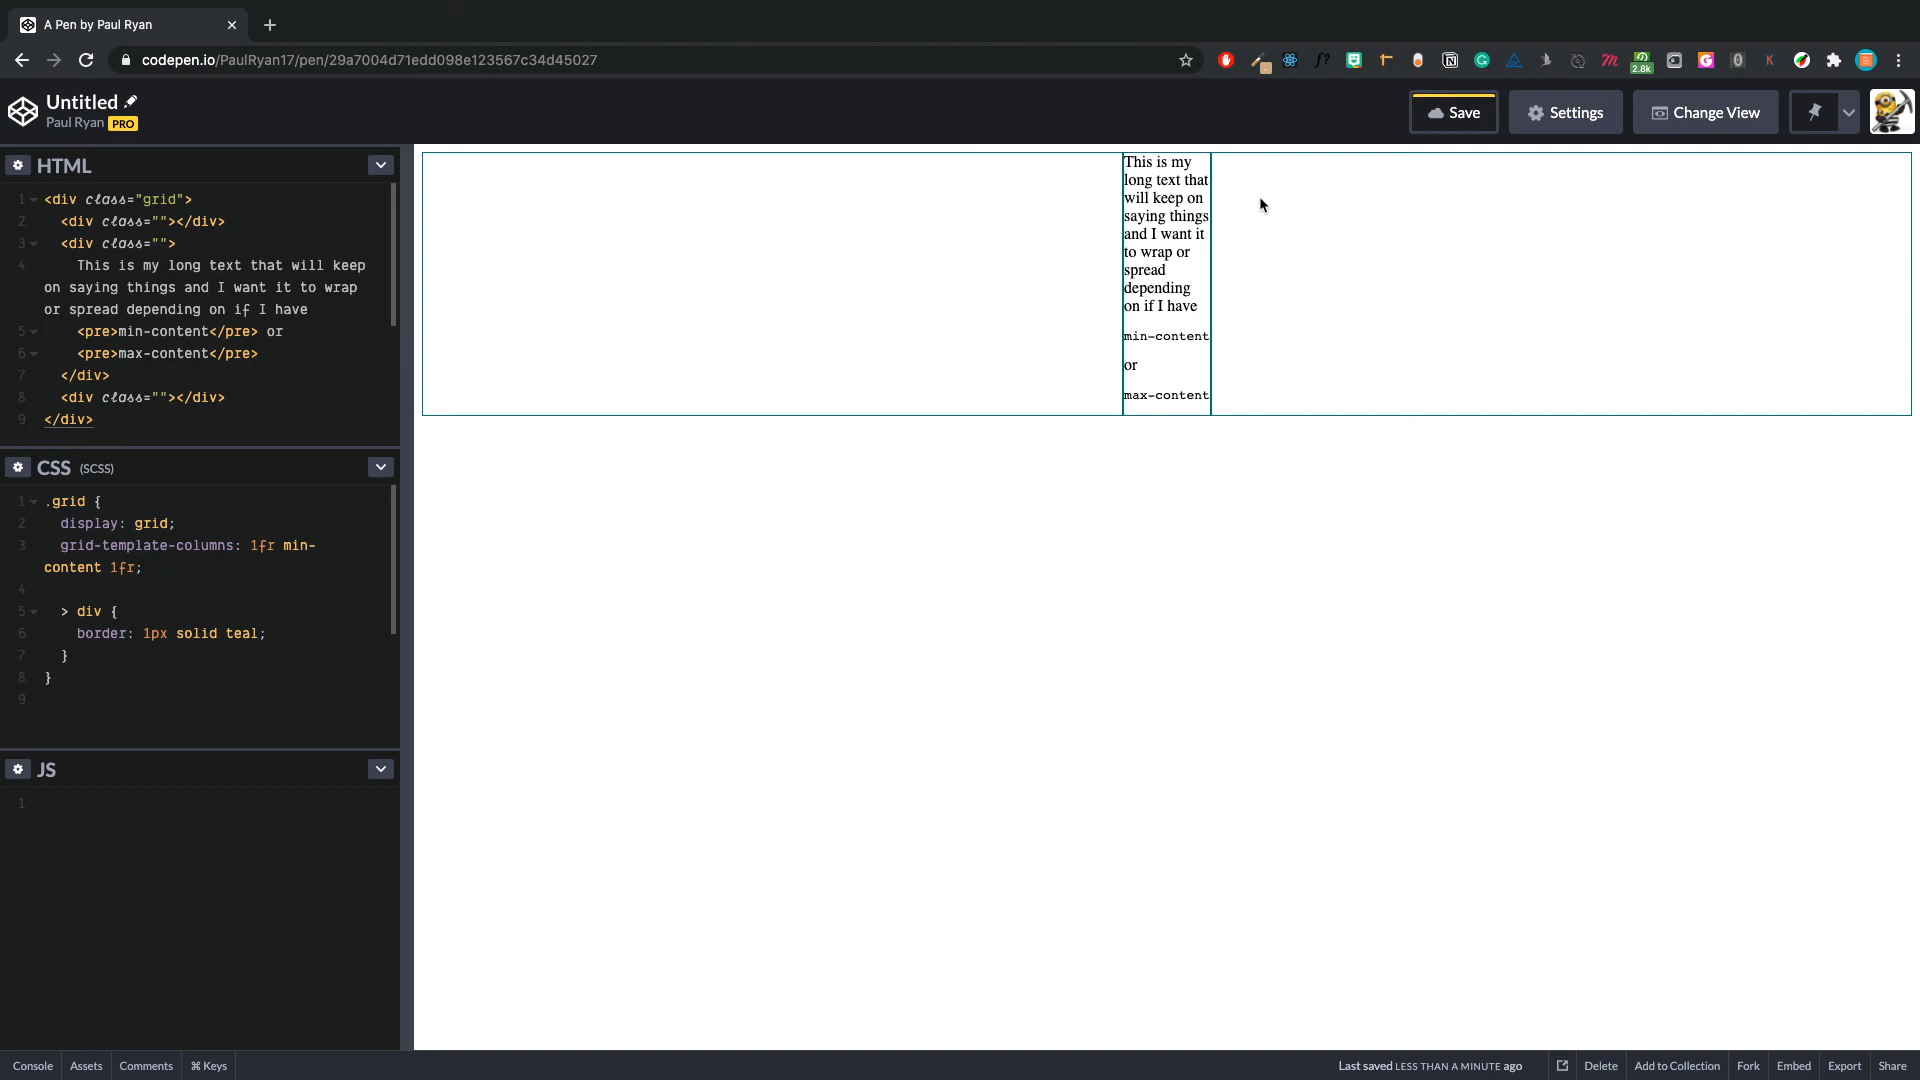 A Pen by Paul Ryan
codepen.io/PaulRyan17/pen/29a7004d71edd098e123567c34d45027
f?
2.8k
Untitled
Paul Ryan PRO
Save
Settings
Change View
HTML
1 <div class="grid">
2 <div class=""></div>
3 <div class="">
4 This is my long text that will keep
on saying things and I want it to wrap
or spread depending on if I have
5 <pre>min-content</pre> or
6 <pre>max-content</pre>
7 </div>
8 <div class=""></div>
9 </div>
CSS (SCSS)
1 .grid {
2 display: grid;
3 grid-template-columns: 1fr min-
content 1fr;
4
5 > div {
6 border: 1px solid teal;
7 }
8 }
9
JS
1
This is my
long text that
will keep on
saying things
and I want it
to wrap or
spread
depending
on if I have
min-content
or
max-content
Console
Assets
Comments
⌘ Keys
Last saved LESS THAN A MINUTE ago
Delete
Add to Collection
Fork
Embed
Export
Share